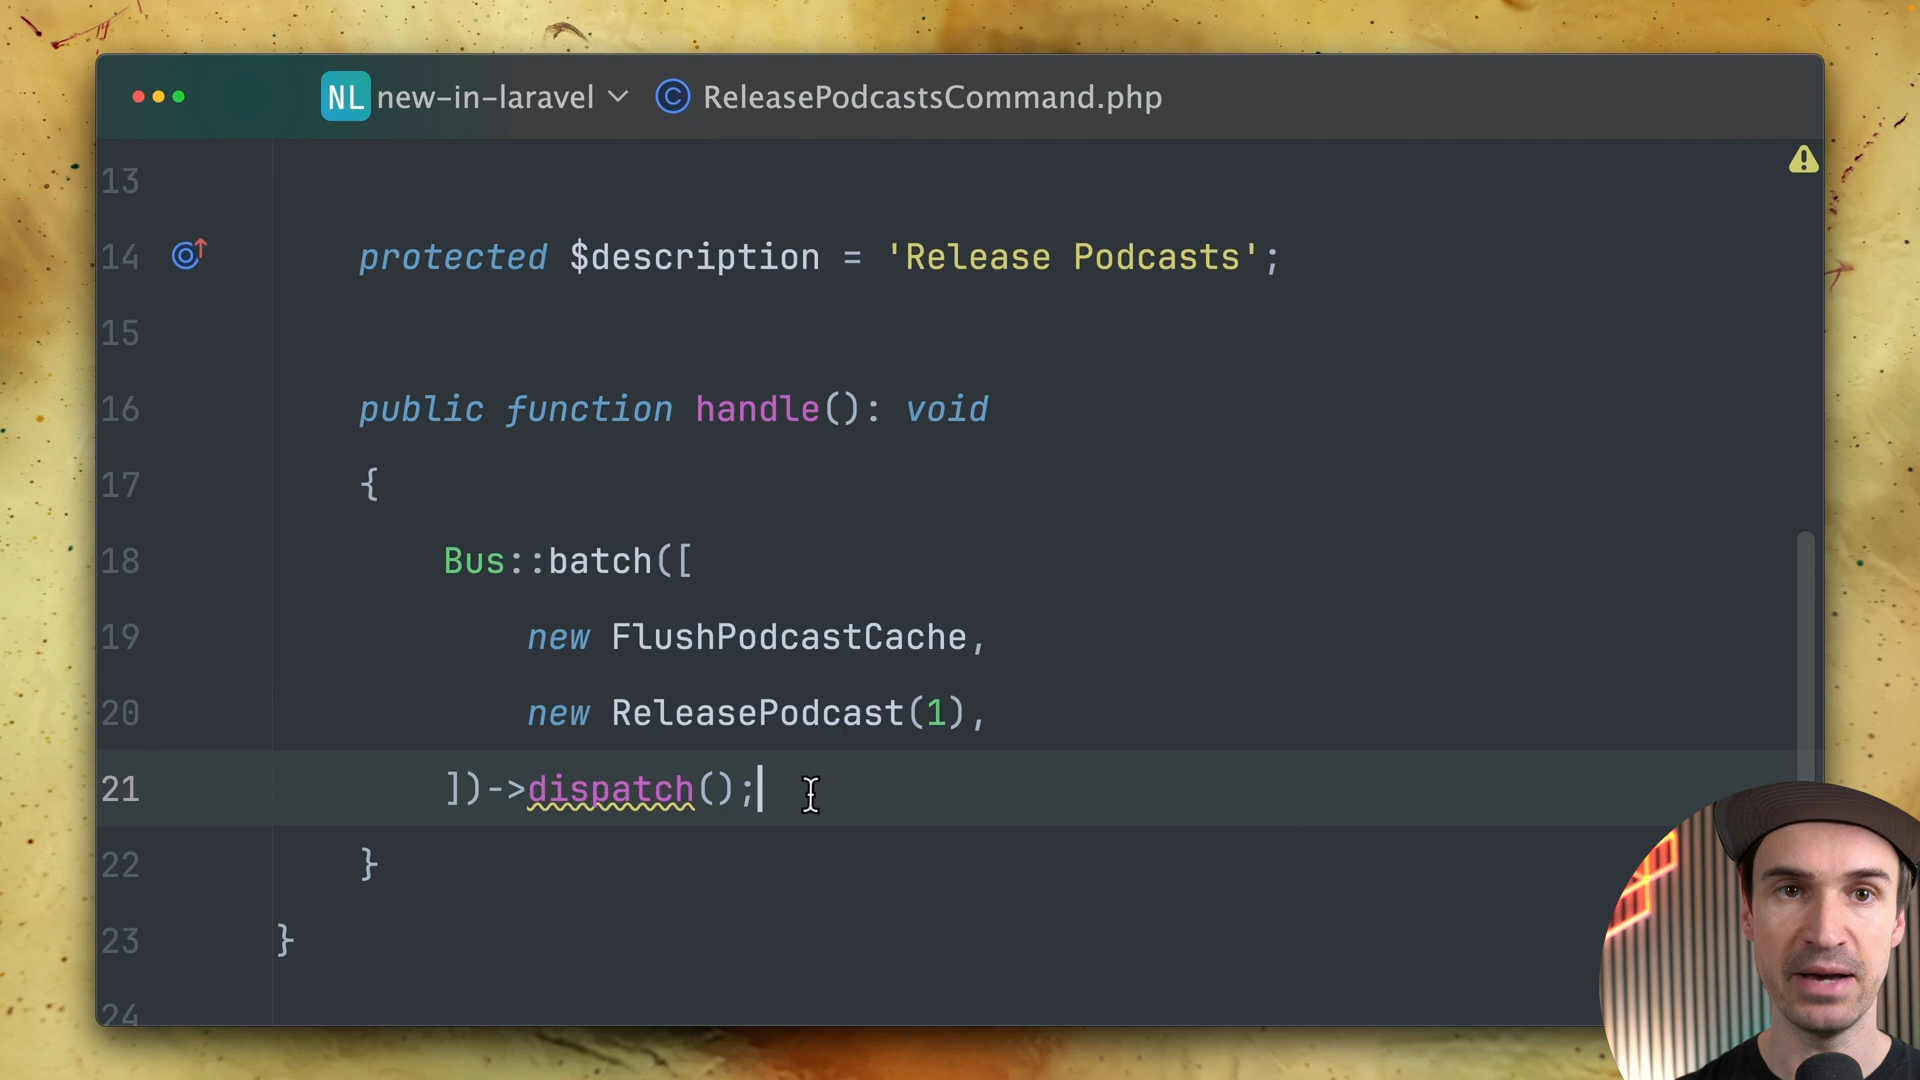 NL new-in-laravel © ReleasePodcastsCommand.php
13
14 protected $description = 'Release Podcasts';
15
16 public function handle(): void
17 {
18 Bus::batch([
19 new FlushPodcastCache,
20 new ReleasePodcast(1),
21 ])->dispatch();
22 }
23 }
24